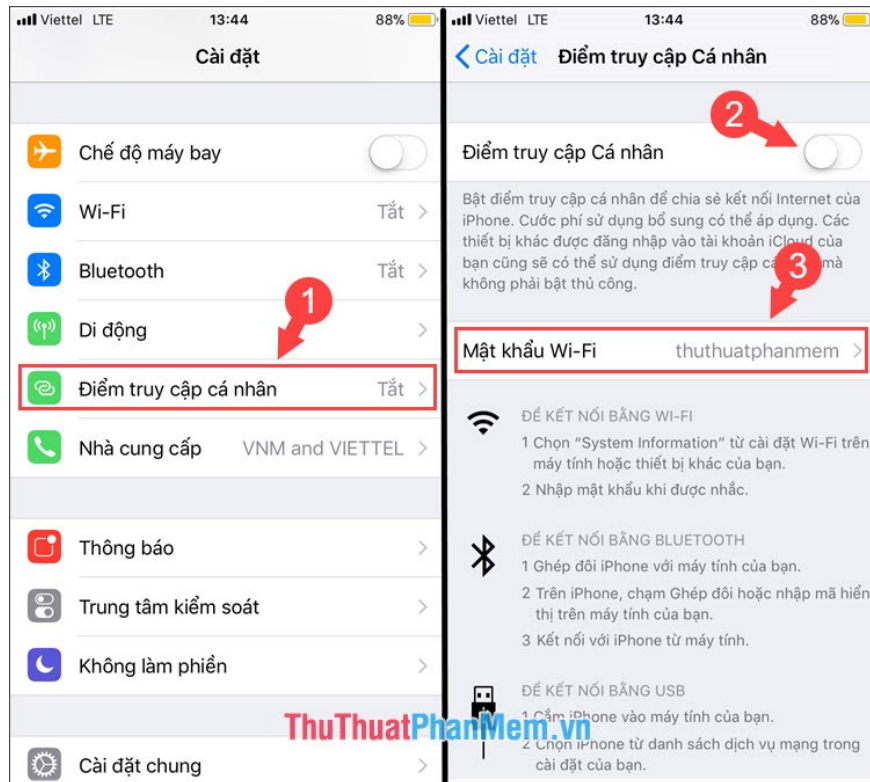 Viettel LTE 13:44 88%
Cài đặt
Chế độ máy bay
Wi-Fi Tắt
Bluetooth Tắt
1
Di động
Điểm truy cập cá nhân Tắt
Nhà cung cấp VNM and VIETTEL
Thông báo
Trung tâm kiểm soát
Không làm phiền
Cài đặt chung
Viettel LTE 13:44 88%
Cài đặt Điểm truy cập Cá nhân
2
Điểm truy cập Cá nhân
Bật điểm truy cập cá nhân để chia sẻ kết nối Internet của
iPhone. Cước phí sử dụng bổ sung có thể áp dụng. Các
thiết bị khác được đăng nhập vào tài khoản iCloud của
bạn cũng sẽ có thể sử dụng điểm truy cập mà
không phải bật thủ công.
3
Mật khẩu Wi-Fi thuthuatphanmem
ĐỂ KẾT NỐI BẰNG WI-FI
1 Chọn “System Information” từ cài đặt Wi-Fi trên
máy tính hoặc thiết bị khác của bạn.
2 Nhập mật khẩu khi được nhắc.
ĐỂ KẾT NỐI BẰNG BLUETOOTH
1 Ghép đôi iPhone với máy tính của bạn.
2 Trên iPhone, chạm Ghép đôi hoặc nhập mã hiển
thị trên máy tính của bạn.
3 Kết nối với iPhone từ máy tính.
ĐỂ KẾT NỐI BẰNG USB
1 Cắm iPhone vào máy tính của bạn.
2 Chọn iPhone từ danh sách dịch vụ mạng trong
cài đặt của bạn.
ThuThuatPhanMem.vn